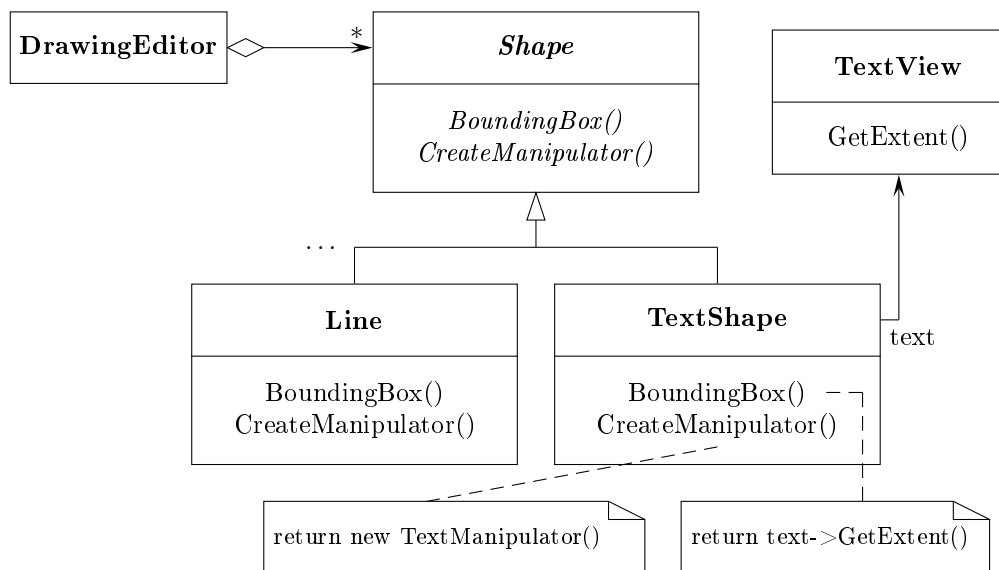 DrawingEditor
*
Shape
BoundingBox()
CreateManipulator()
TextView
GetExtent()
...
Line
BoundingBox()
CreateManipulator()
TextShape
BoundingBox()
CreateManipulator()
text
return new TextManipulator()
return text->GetExtent()